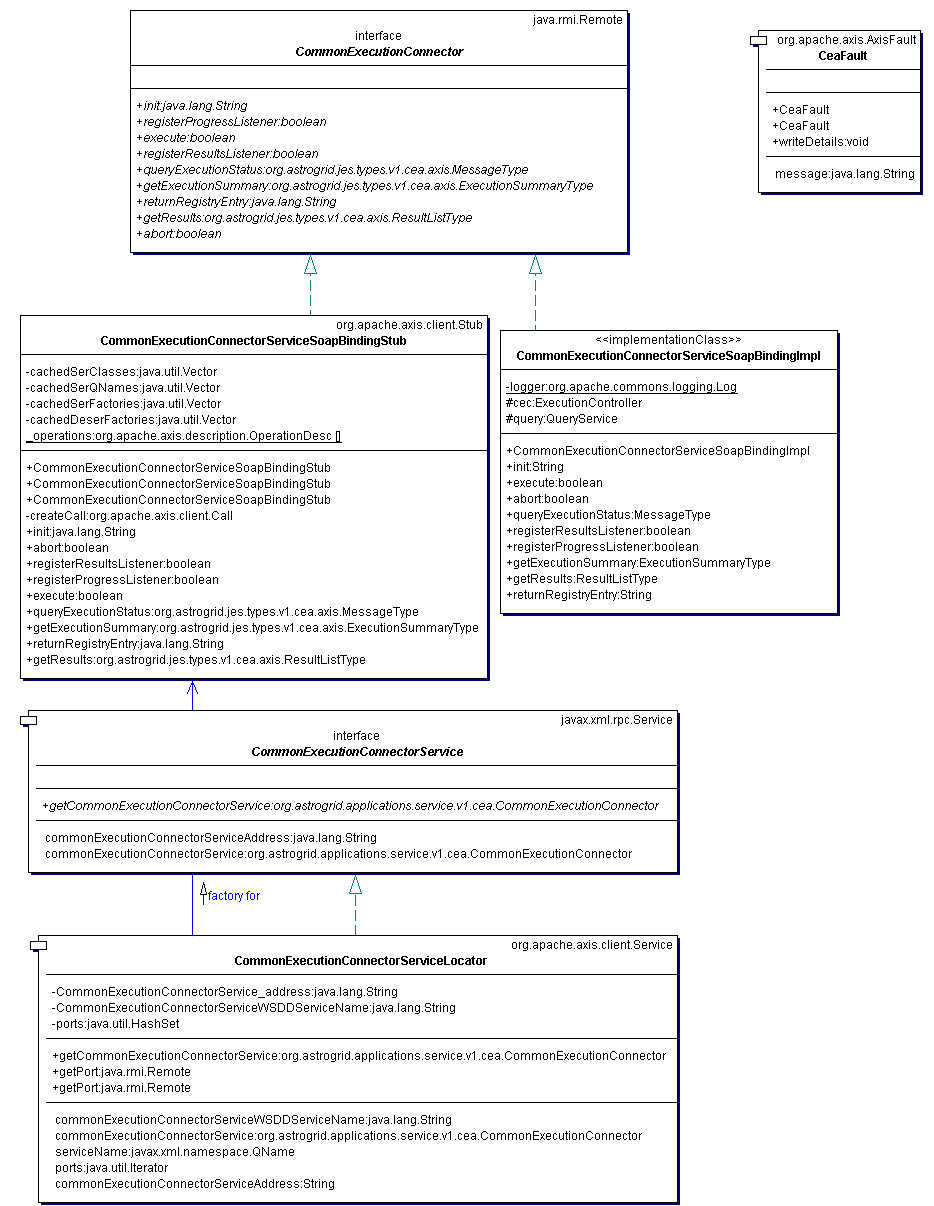 java.rmi.Remote
interface
CommonExecutionConnector
+init:java.lang.String
+registerProgressListener:boolean
+execute:boolean
+registerResultsListener:boolean
+queryExecutionStatus:org.astrogrid.jes.types.v1.cea.axis.MessageType
+getExecutionSummary:org.astrogrid.jes.types.v1.cea.axis.ExecutionSummaryType
+returnRegistryEntry:java.lang.String
+getResults:org.astrogrid.jes.types.v1.cea.axis.ResultListType
+abort:boolean
org.apache.axis.AxisFault
CeaFault
+CeaFault
+CeaFault
+writeDetails:void
message:java.lang.String
org.apache.axis.client.Stub
CommonExecutionConnectorServiceSoapBindingStub
-cachedSerClasses:java.util.Vector
-cachedSerQNames:java.util.Vector
-cachedSerFactories:java.util.Vector
-cachedDeserFactories:java.util.Vector
_operations:org.apache.axis.description.OperationDesc []
+CommonExecutionConnectorServiceSoapBindingStub
+CommonExecutionConnectorServiceSoapBindingStub
+CommonExecutionConnectorServiceSoapBindingStub
-createCall:org.apache.axis.client.Call
+init:java.lang.String
+abort:boolean
+registerResultsListener:boolean
+registerProgressListener:boolean
+execute:boolean
+queryExecutionStatus:org.astrogrid.jes.types.v1.cea.axis.MessageType
+getExecutionSummary:org.astrogrid.jes.types.v1.cea.axis.ExecutionSummaryType
+returnRegistryEntry:java.lang.String
+getResults:org.astrogrid.jes.types.v1.cea.axis.ResultListType
<<implementationClass>>
CommonExecutionConnectorServiceSoapBindingImpl
-logger:org.apache.commons.logging.Log
#cec:ExecutionController
#query:QueryService
+CommonExecutionConnectorServiceSoapBindingImpl
+init:String
+execute:boolean
+abort:boolean
+queryExecutionStatus:MessageType
+registerResultsListener:boolean
+registerProgressListener:boolean
+getExecutionSummary:ExecutionSummaryType
+getResults:ResultListType
+returnRegistryEntry:String
javax.xml.rpc.Service
interface
CommonExecutionConnectorService
+getCommonExecutionConnectorService:org.astrogrid.applications.service.v1.cea.CommonExecutionConnector
commonExecutionConnectorServiceAddress:java.lang.String
commonExecutionConnectorService:org.astrogrid.applications.service.v1.cea.CommonExecutionConnector
factory for
org.apache.axis.client.Service
CommonExecutionConnectorServiceLocator
-CommonExecutionConnectorService_address:java.lang.String
-CommonExecutionConnectorServiceWSDDServiceName:java.lang.String
-ports:java.util.HashSet
+getCommonExecutionConnectorService:org.astrogrid.applications.service.v1.cea.CommonExecutionConnector
+getPort:java.rmi.Remote
+getPort:java.rmi.Remote
commonExecutionConnectorServiceWSDDServiceName:java.lang.String
commonExecutionConnectorService:org.astrogrid.applications.service.v1.cea.CommonExecutionConnector
serviceName:javax.xml.namespace.QName
ports:java.util.Iterator
commonExecutionConnectorServiceAddress:String